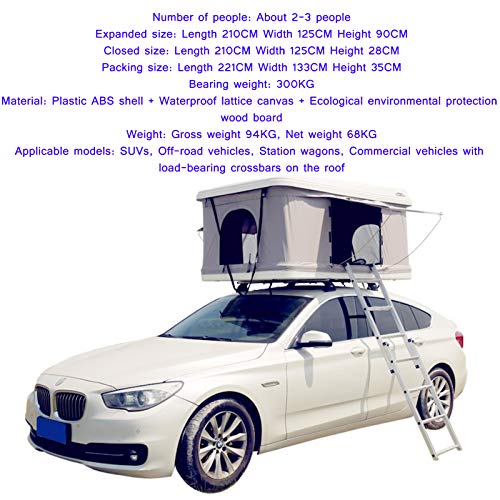 Number of people: About 2-3 people
Expanded size: Length 210CM Width 125CM Height 90CM
Closed size: Length 210CM Width 125CM Height 28CM
Packing size: Length 221CM Width 133CM Height 35CM
Bearing weight: 300KG
Material: Plastic ABS shell + Waterproof lattice canvas + Ecological environmental protection
wood board
Weight: Gross weight 94KG, Net weight 68KG
Applicable models: SUVs, Off-road vehicles, Station wagons, Commercial vehicles with
load-bearing crossbars on the roof